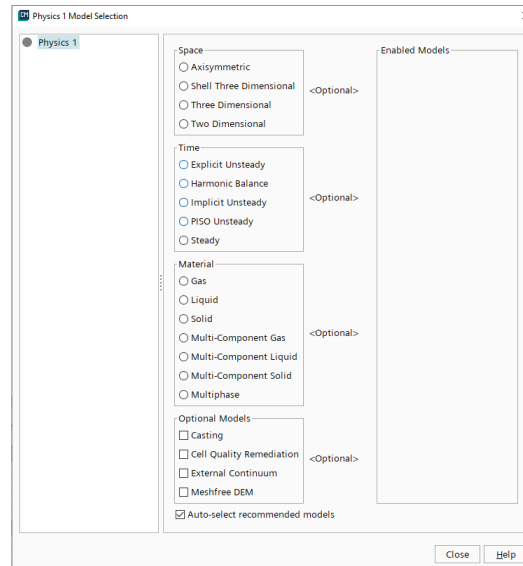 Physics 1 Model Selection
Physics 1
Space
Axisymmetric
Shell Three Dimensional
Three Dimensional
Two Dimensional
<Optional>
Time
Explicit Unsteady
Harmonic Balance
Implicit Unsteady
PISO Unsteady
Steady
<Optional>
Material
Gas
Liquid
Solid
Multi-Component Gas
Multi-Component Liquid
Multi-Component Solid
Multiphase
<Optional>
Optional Models
Casting
Cell Quality Remediation
External Continuum
Meshfree DEM
<Optional>
Auto-select recommended models
Enabled Models
Close
Help